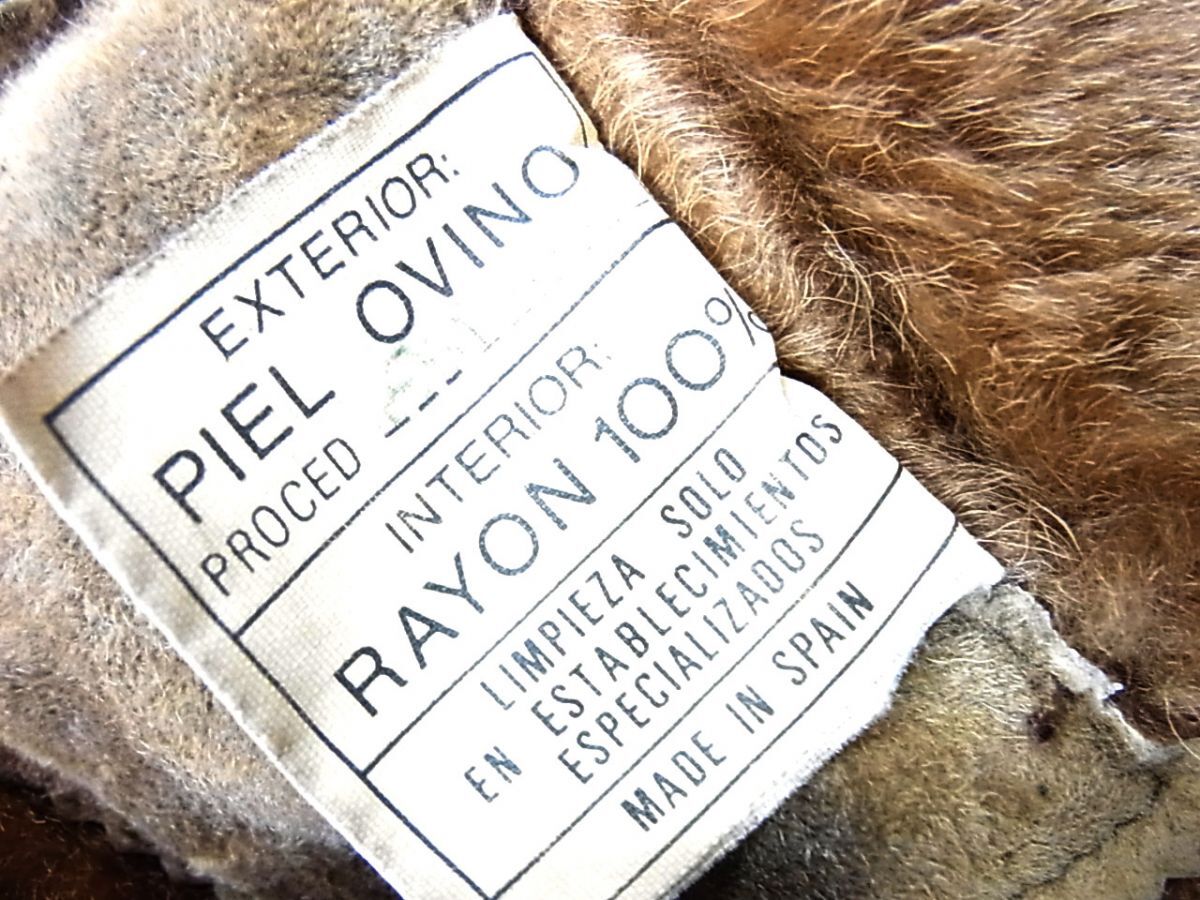 EXTERIOR:
PIEL OVINO
PROCED
INTERIOR:
RAYON 100%
LIMPIEZA SOLO
EN ESTABLECIMIENTOS
ESPECIALIZADOS
MADE IN SPAIN